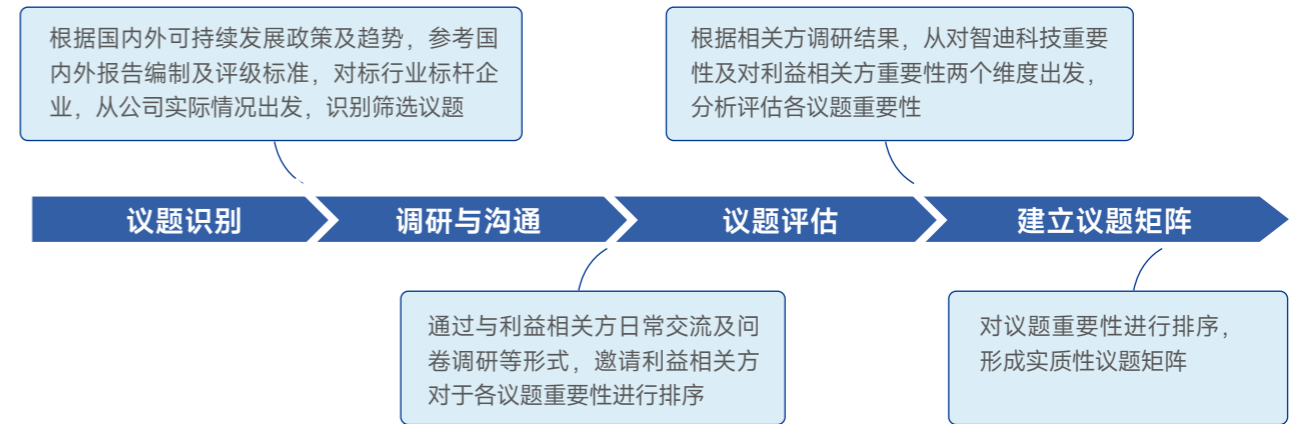 根据国内外可持续发展政策及趋势，参考国
内外报告编制及评级标准，对标行业标杆企
业，从公司实际情况出发，识别筛选议题
根据相关方调研结果，从对智迪科技重要
性及对利益相关方重要性两个维度出发，
分析评估各议题重要性
议题识别
调研与沟通
议题评估
建立议题矩阵
通过与利益相关方日常交流及问
卷调研等形式，邀请利益相关方
对于各议题重要性进行排序
对议题重要性进行排序，
形成实质性议题矩阵